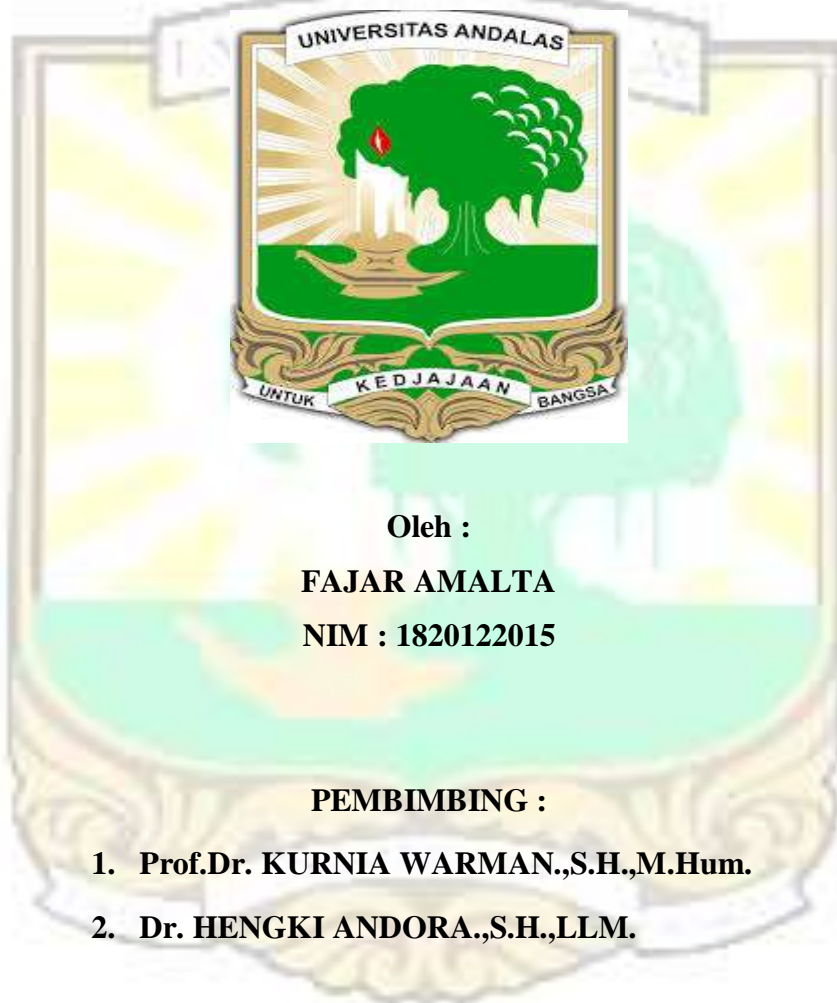 UNIVERSITAS ANDALAS
UNTUK KEDJAJAAN BANGSA
Oleh :
FAJAR AMALTA
NIM : 1820122015
PEMBIMBING :
1. Prof.Dr. KURNIA WARMAN.,S.H.,M.Hum.
2. Dr. HENGKI ANDORA.,S.H.,LLM.